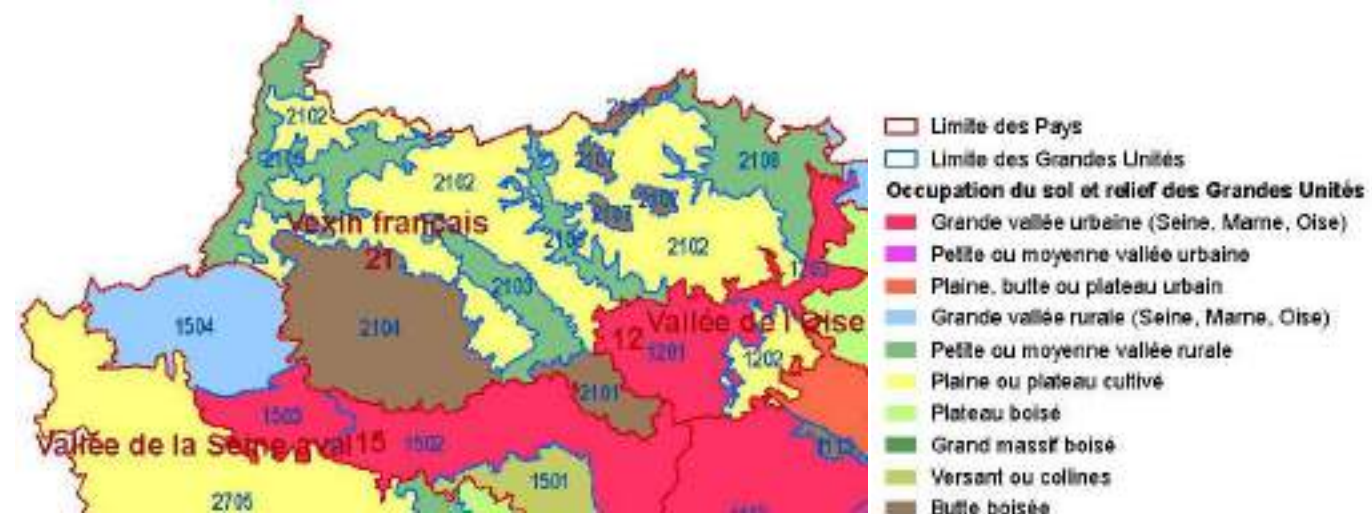 2102
2107
2108
2105
2102
2107
Vexin français
2102
21
2103
1504
2104
12 Vallée de l'Oise
1201
1202
2101
1503
Vallée de la Seine aval 15
1502
1501
2705
Limite des Pays
Limite des Grandes Unités
Occupation du sol et relief des Grandes Unités
Grande vallée urbaine (Seine, Marne, Oise)
Petite ou moyenne vallée urbaine
Plaine, butte ou plateau urbain
Grande vallée rurale (Seine, Marne, Oise)
Petite ou moyenne vallée rurale
Plaine ou plateau cultivé
Plateau boisé
Grand massif boisé
Versant ou collines
Butte boisée